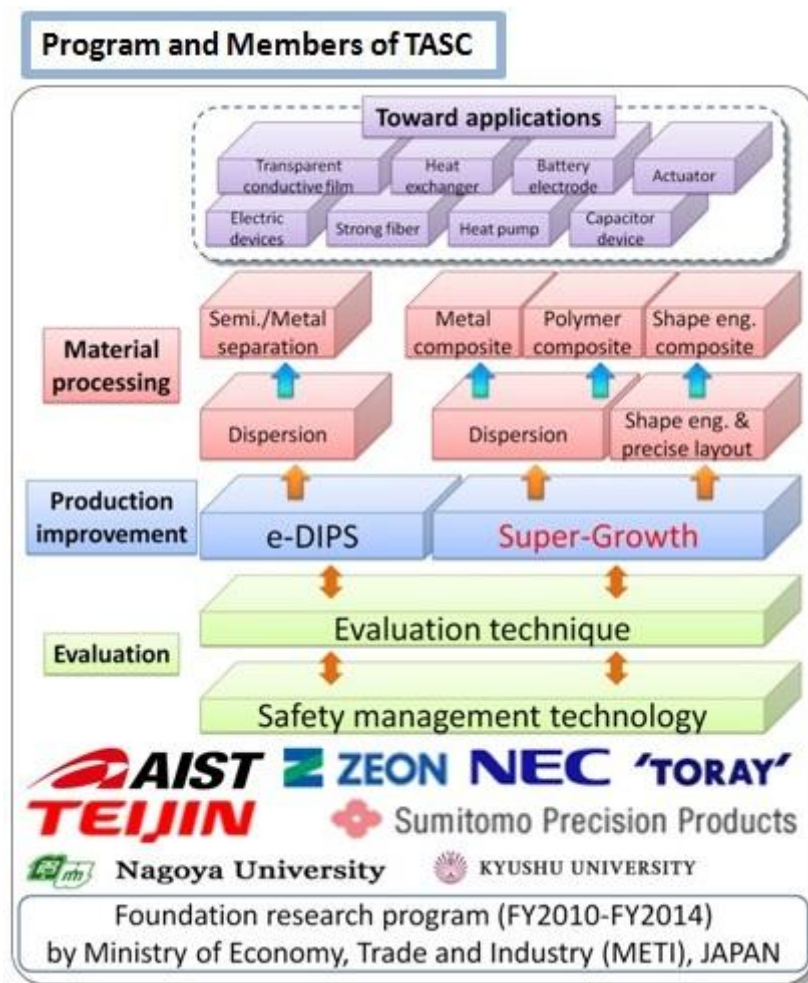 Program and Members of TASC
Toward applications
Transparent
conductive film
Heat
exchanger
Battery
electrode
Actuator
Electric
devices
Strong fiber
Heat pump
Capacitor
device
Material
processing
Semi./Metal
separation
Metal
composite
Polymer
composite
Shape eng.
composite
Dispersion
Dispersion
Shape eng. &
precise layout
Production
improvement
e-DIPS
Super-Growth
Evaluation
Evaluation technique
Safety management technology
AIST
ZEON
NEC
'TORAY'
TEIJIN
Sumitomo Precision Products
Nagoya University
KYUSHU UNIVERSITY
Foundation research program (FY2010-FY2014)
by Ministry of Economy, Trade and Industry (METI), JAPAN